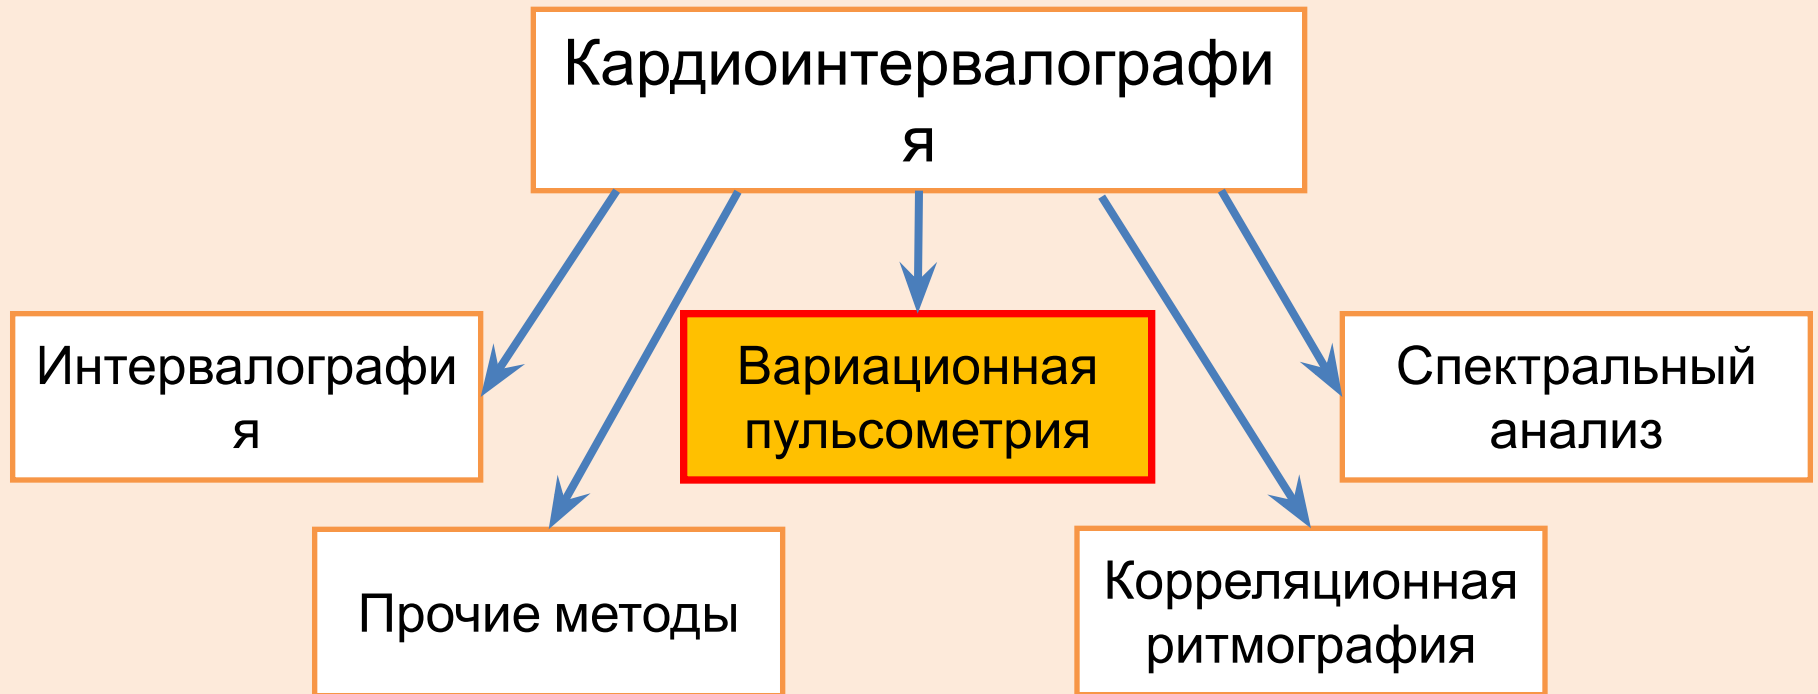 Кардиоинтервалографи
я
Интервалографи
я
Вариационная
пульсометрия
Спектральный
анализ
Прочие методы
Корреляционная
ритмография